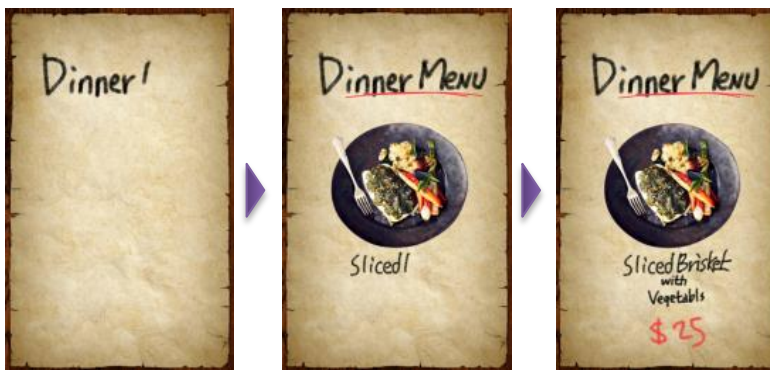 Dinner
Dinner Menu
Sliced
Dinner Menu
Sliced Brisket
with
Vegetabls
$25